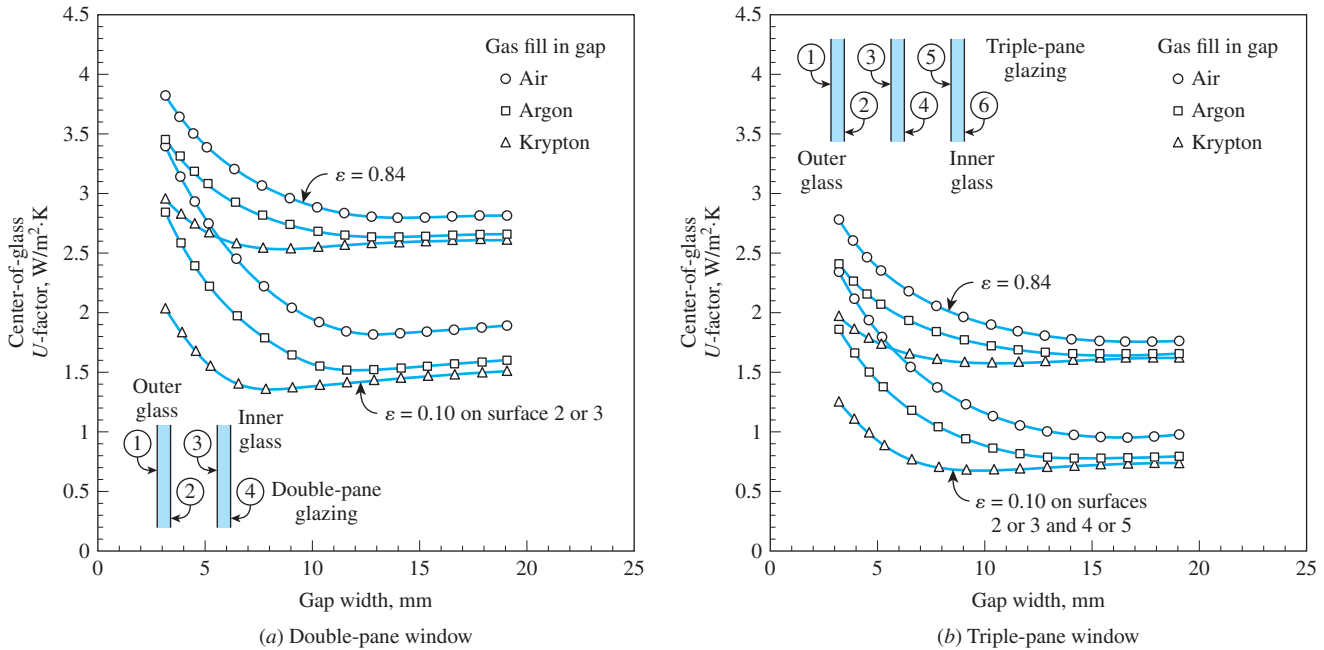 4.5
4
3.5
3
2.5
2
1.5
1
0.5
0
Center-of-glass
U-factor, W/m²·K
Gas fill in gap
Air
Argon
Krypton
ε = 0.84
ε = 0.10 on surface 2 or 3
Outer
glass
Inner
glass
1
3
2
4
Double-pane
glazing
0 5 10 15 20 25
Gap width, mm
(a) Double-pane window
4.5
4
3.5
3
2.5
2
1.5
1
0.5
0
Center-of-glass
U-factor, W/m²·K
1
3
5
Triple-pane
glazing
2
4
6
Outer
glass
Inner
glass
Gas fill in gap
Air
Argon
Krypton
ε = 0.84
ε = 0.10 on surfaces
2 or 3 and 4 or 5
0 5 10 15 20 25
Gap width, mm
(b) Triple-pane window